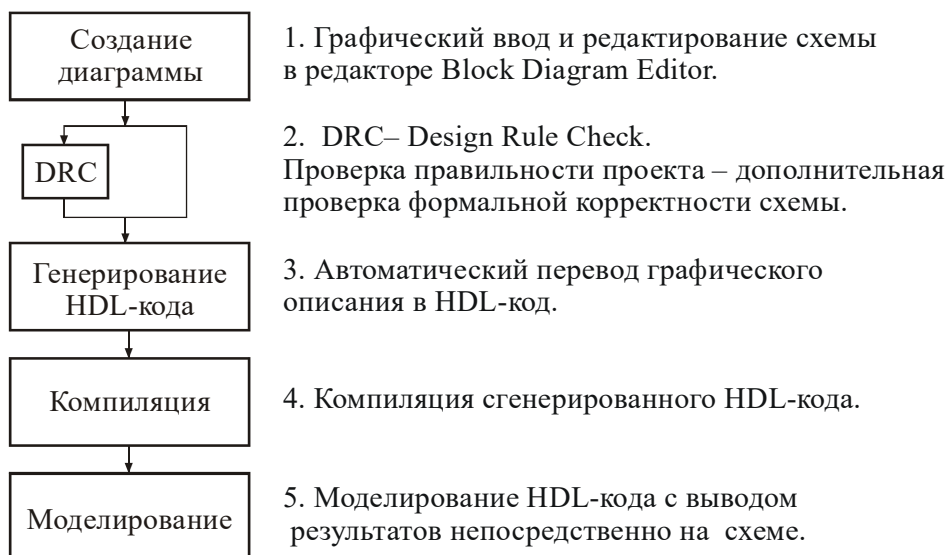 Создание
диаграммы
1. Графический ввод и редактирование схемы
в редакторе Block Diagram Editor.
DRC
2.  DRC– Design Rule Check.
Проверка правильности проекта – дополнительная
проверка формальной корректности схемы.
Генерирование
HDL-кода
3. Автоматический перевод графического
описания в HDL-код.
Компиляция
4. Компиляция сгенерированного HDL-кода.
Моделирование
5. Моделирование HDL-кода с выводом
результатов непосредственно на  схеме.